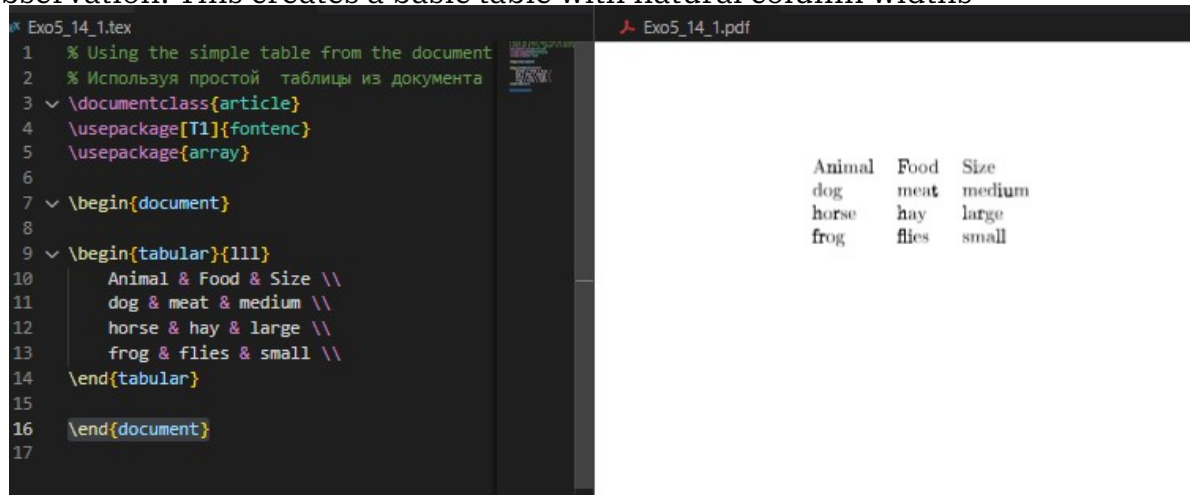 observation: This creates a basic table with natural column widths
Exo5_14_1.tex
1 % Using the simple table from the document
2 % Используя простой  таблицы из документа
3 \documentclass{article}
4 \usepackage[T1]{fontenc}
5 \usepackage{array}
6
7 \begin{document}
8
9 \begin{tabular}{lll}
10 Animal & Food & Size \\
11 dog & meat & medium \\
12 horse & hay & large \\
13 frog & flies & small \\
14 \end{tabular}
15
16 \end{document}
17
Exo5_14_1.pdf
Animal Food Size
dog meat medium
horse hay large
frog flies small